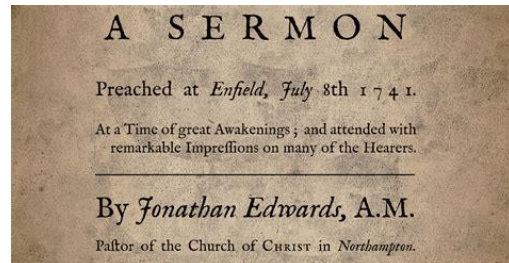 A SERMON
Preached at Enfield, July 8th 1741.
At a Time of great Awakenings ; and attended with
remarkable Impreſſions on many of the Hearers.
By Jonathan Edwards, A.M.
Paſtor of the Church of CHRIST in Northampton.